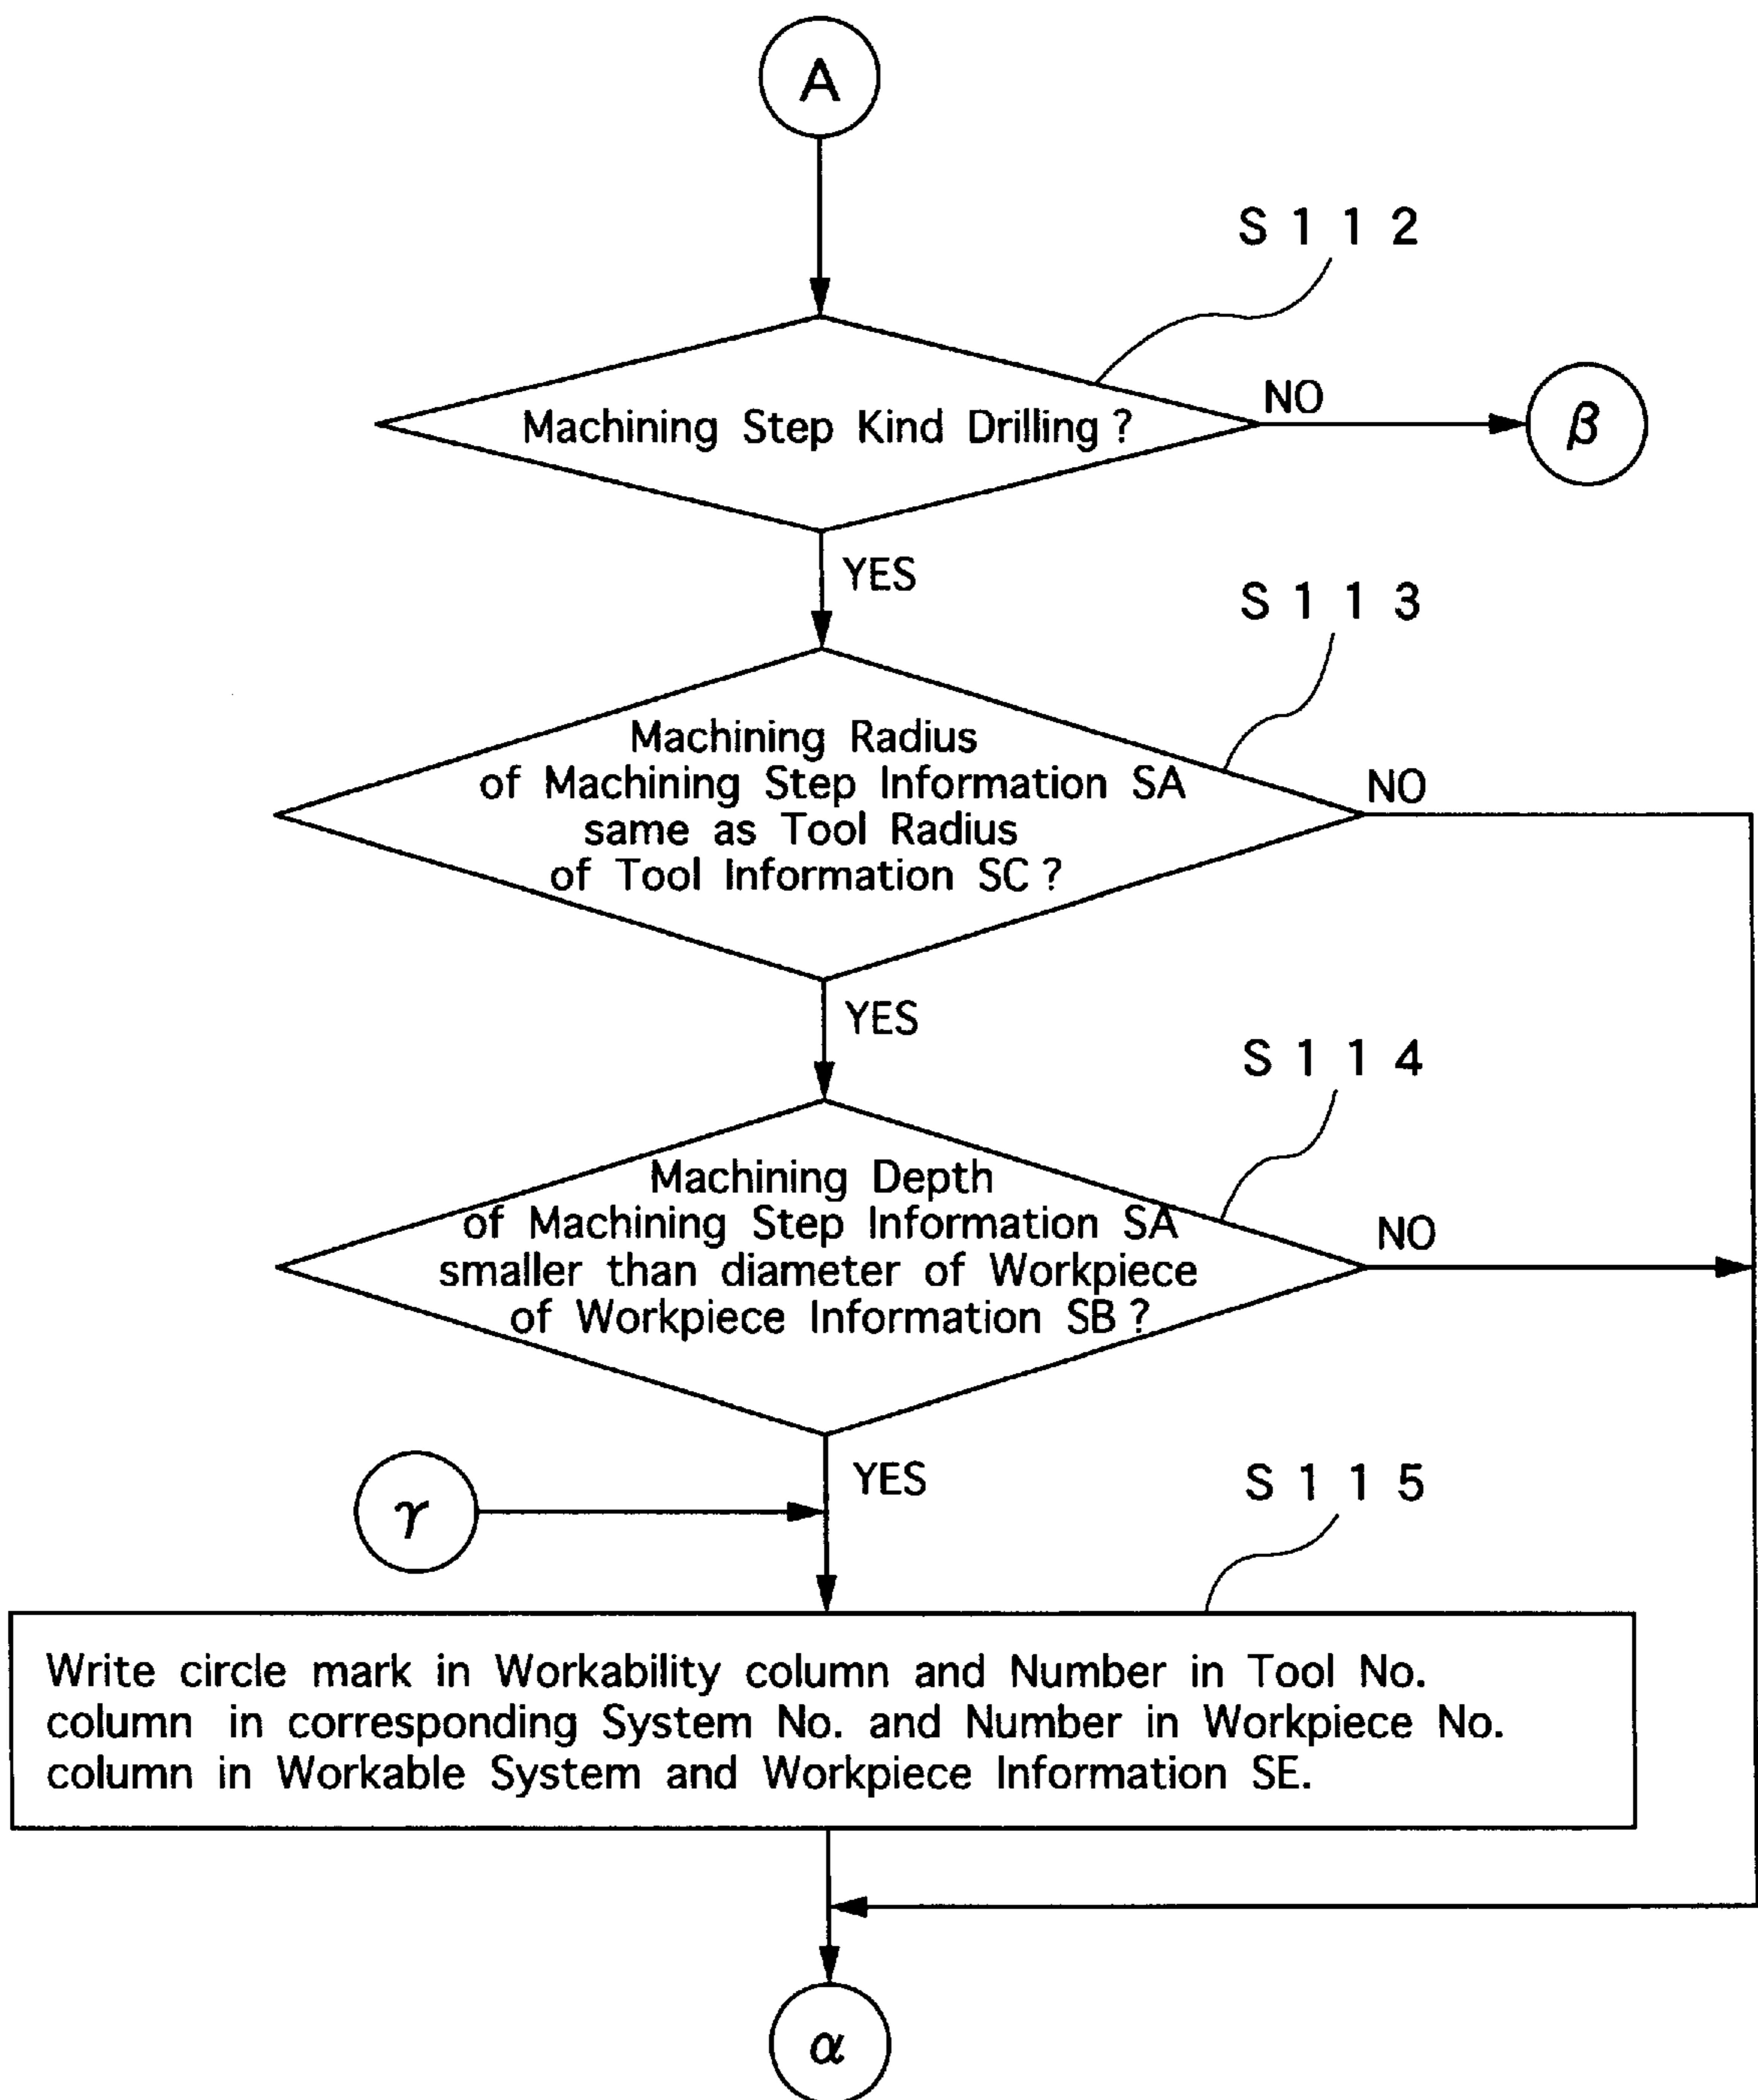 A
S 1 1 2
Machining Step Kind Drilling ?
NO
β
YES
S 1 1 3
Machining Radius
of Machining Step Information SA
same as Tool Radius
of Tool Information SC ?
NO
YES
S 1 1 4
Machining Depth
of Machining Step Information SA
smaller than diameter of Workpiece
of Workpiece Information SB ?
NO
YES
γ
S 1 1 5
Write circle mark in Workability column and Number in Tool No.
column in corresponding System No. and Number in Workpiece No.
column in Workable System and Workpiece Information SE.
α